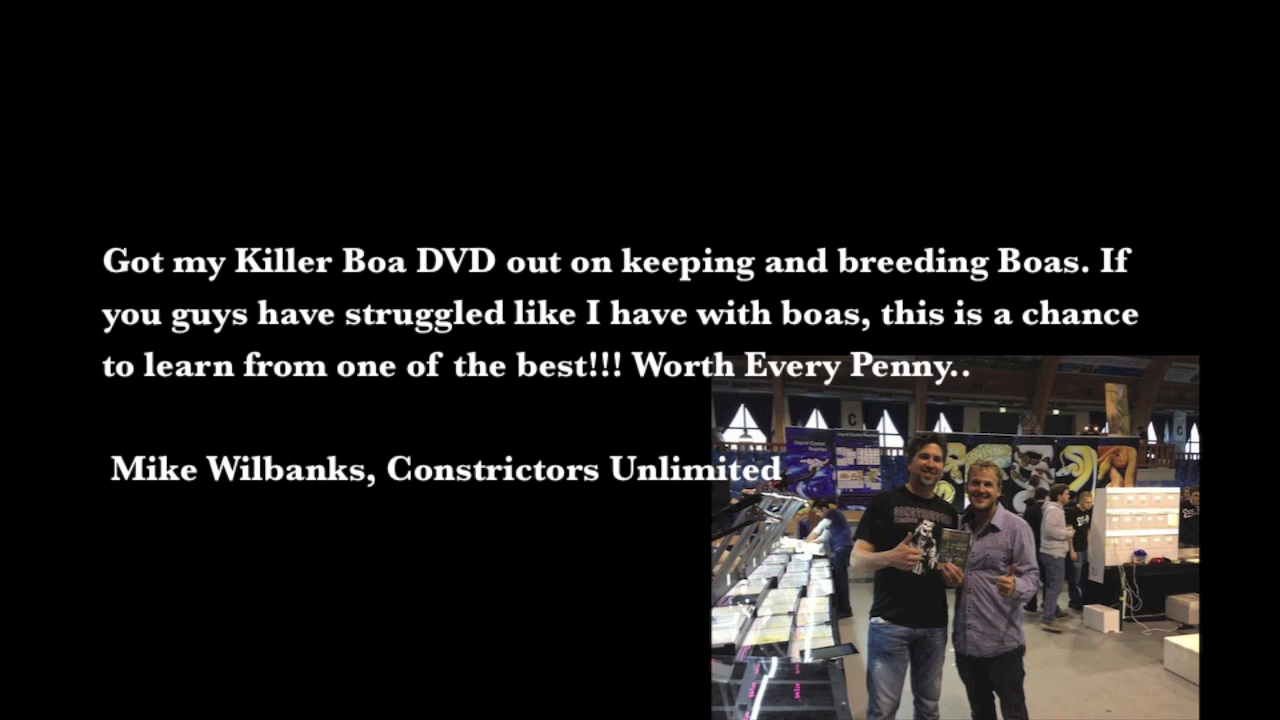 Got my Killer Boa DVD out on keeping and breeding Boas. If
you guys have struggled like I have with boas, this is a chance
to learn from one of the best!!! Worth Every Penny..
Mike Wilbanks, Constrictors Unlimited
C
C